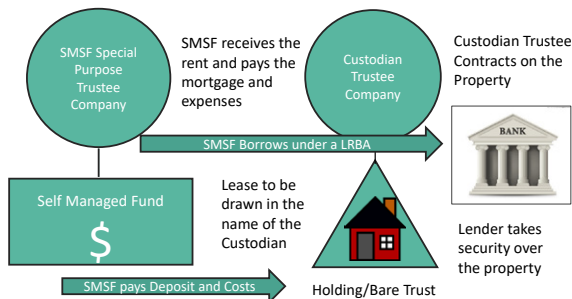 SMSF Special
Purpose
Trustee
Company
SMSF receives the
rent and pays the
mortgage and
expenses
Custodian
Trustee
Company
Custodian Trustee
Contracts on the
Property
BANK
SMSF Borrows under a LRBA
Self Managed Fund
$
Lease to be
drawn in the
name of the
Custodian
Lender takes
security over
the property
SMSF pays Deposit and Costs
Holding/Bare Trust